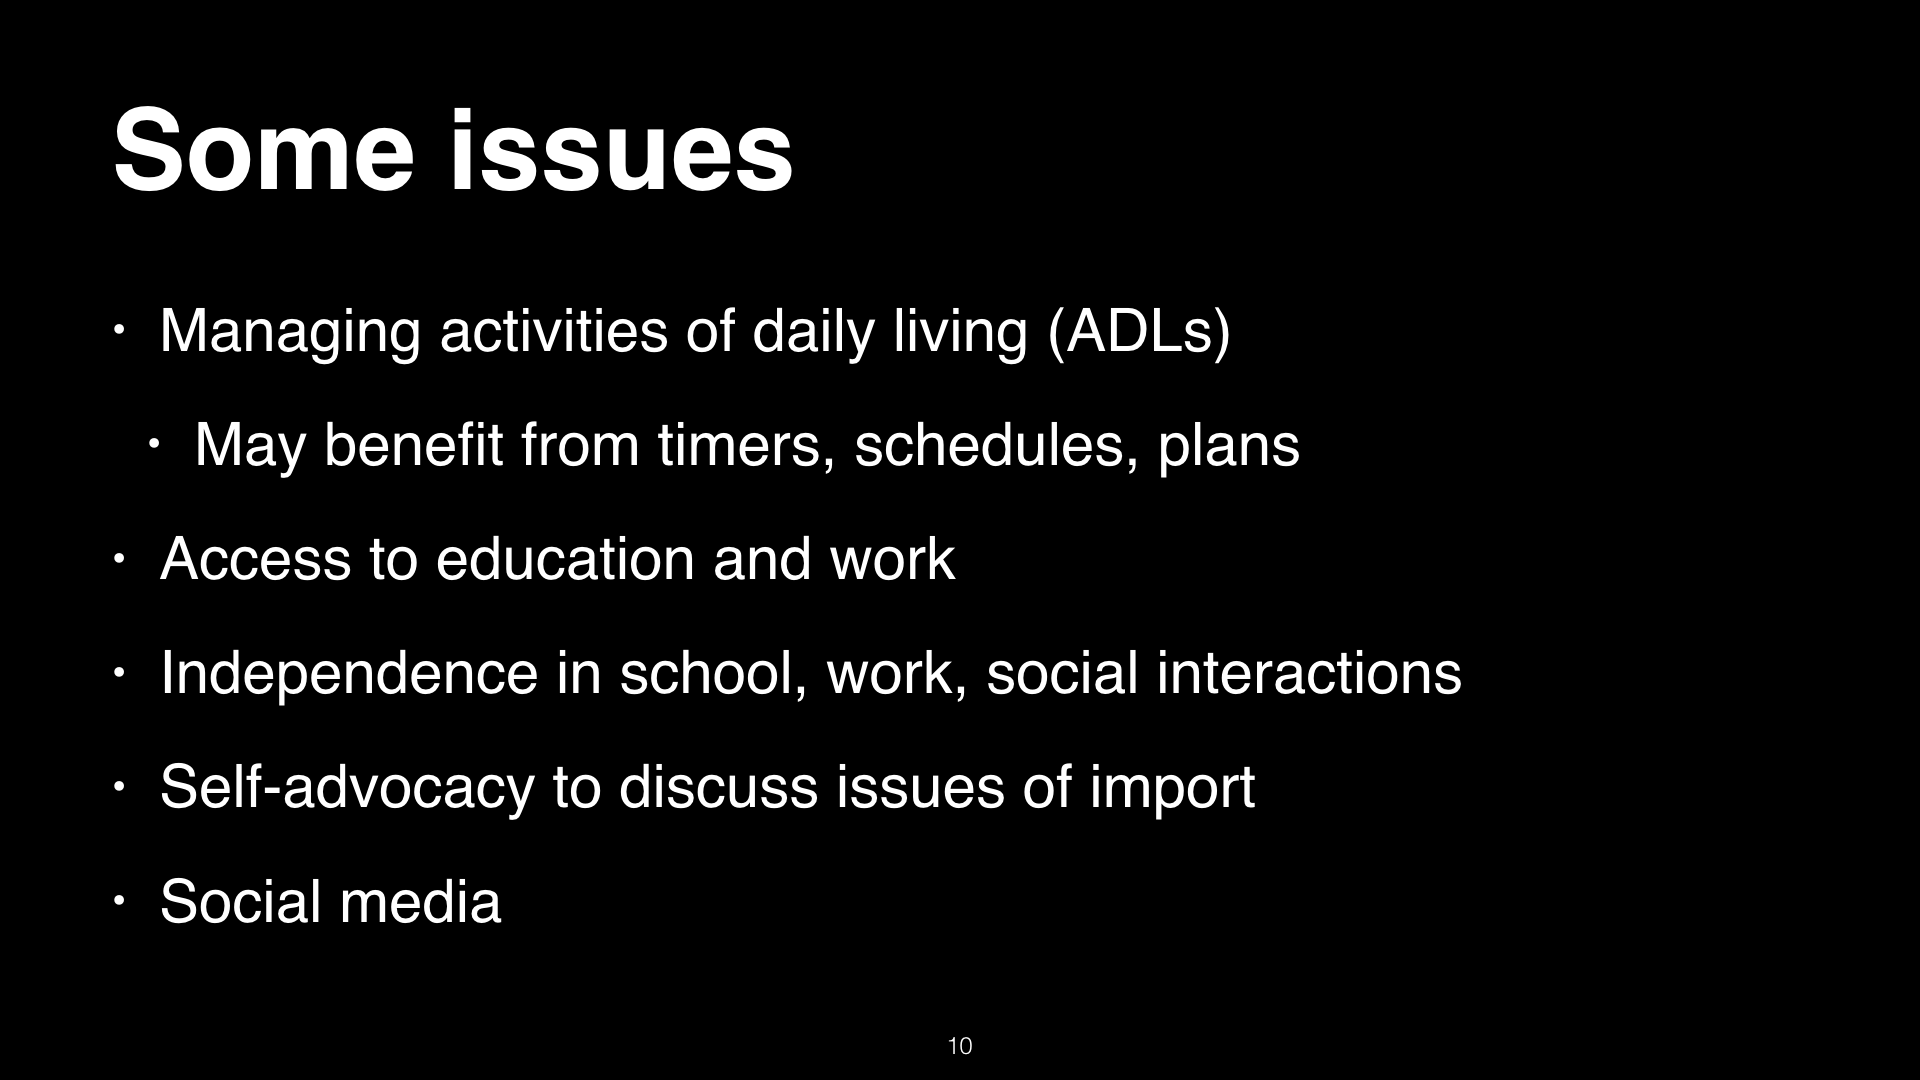 Some issues
• Managing activities of daily living (ADLs)
• May benefit from timers, schedules, plans
• Access to education and work
• Independence in school, work, social interactions
• Self-advocacy to discuss issues of import
• Social media
10